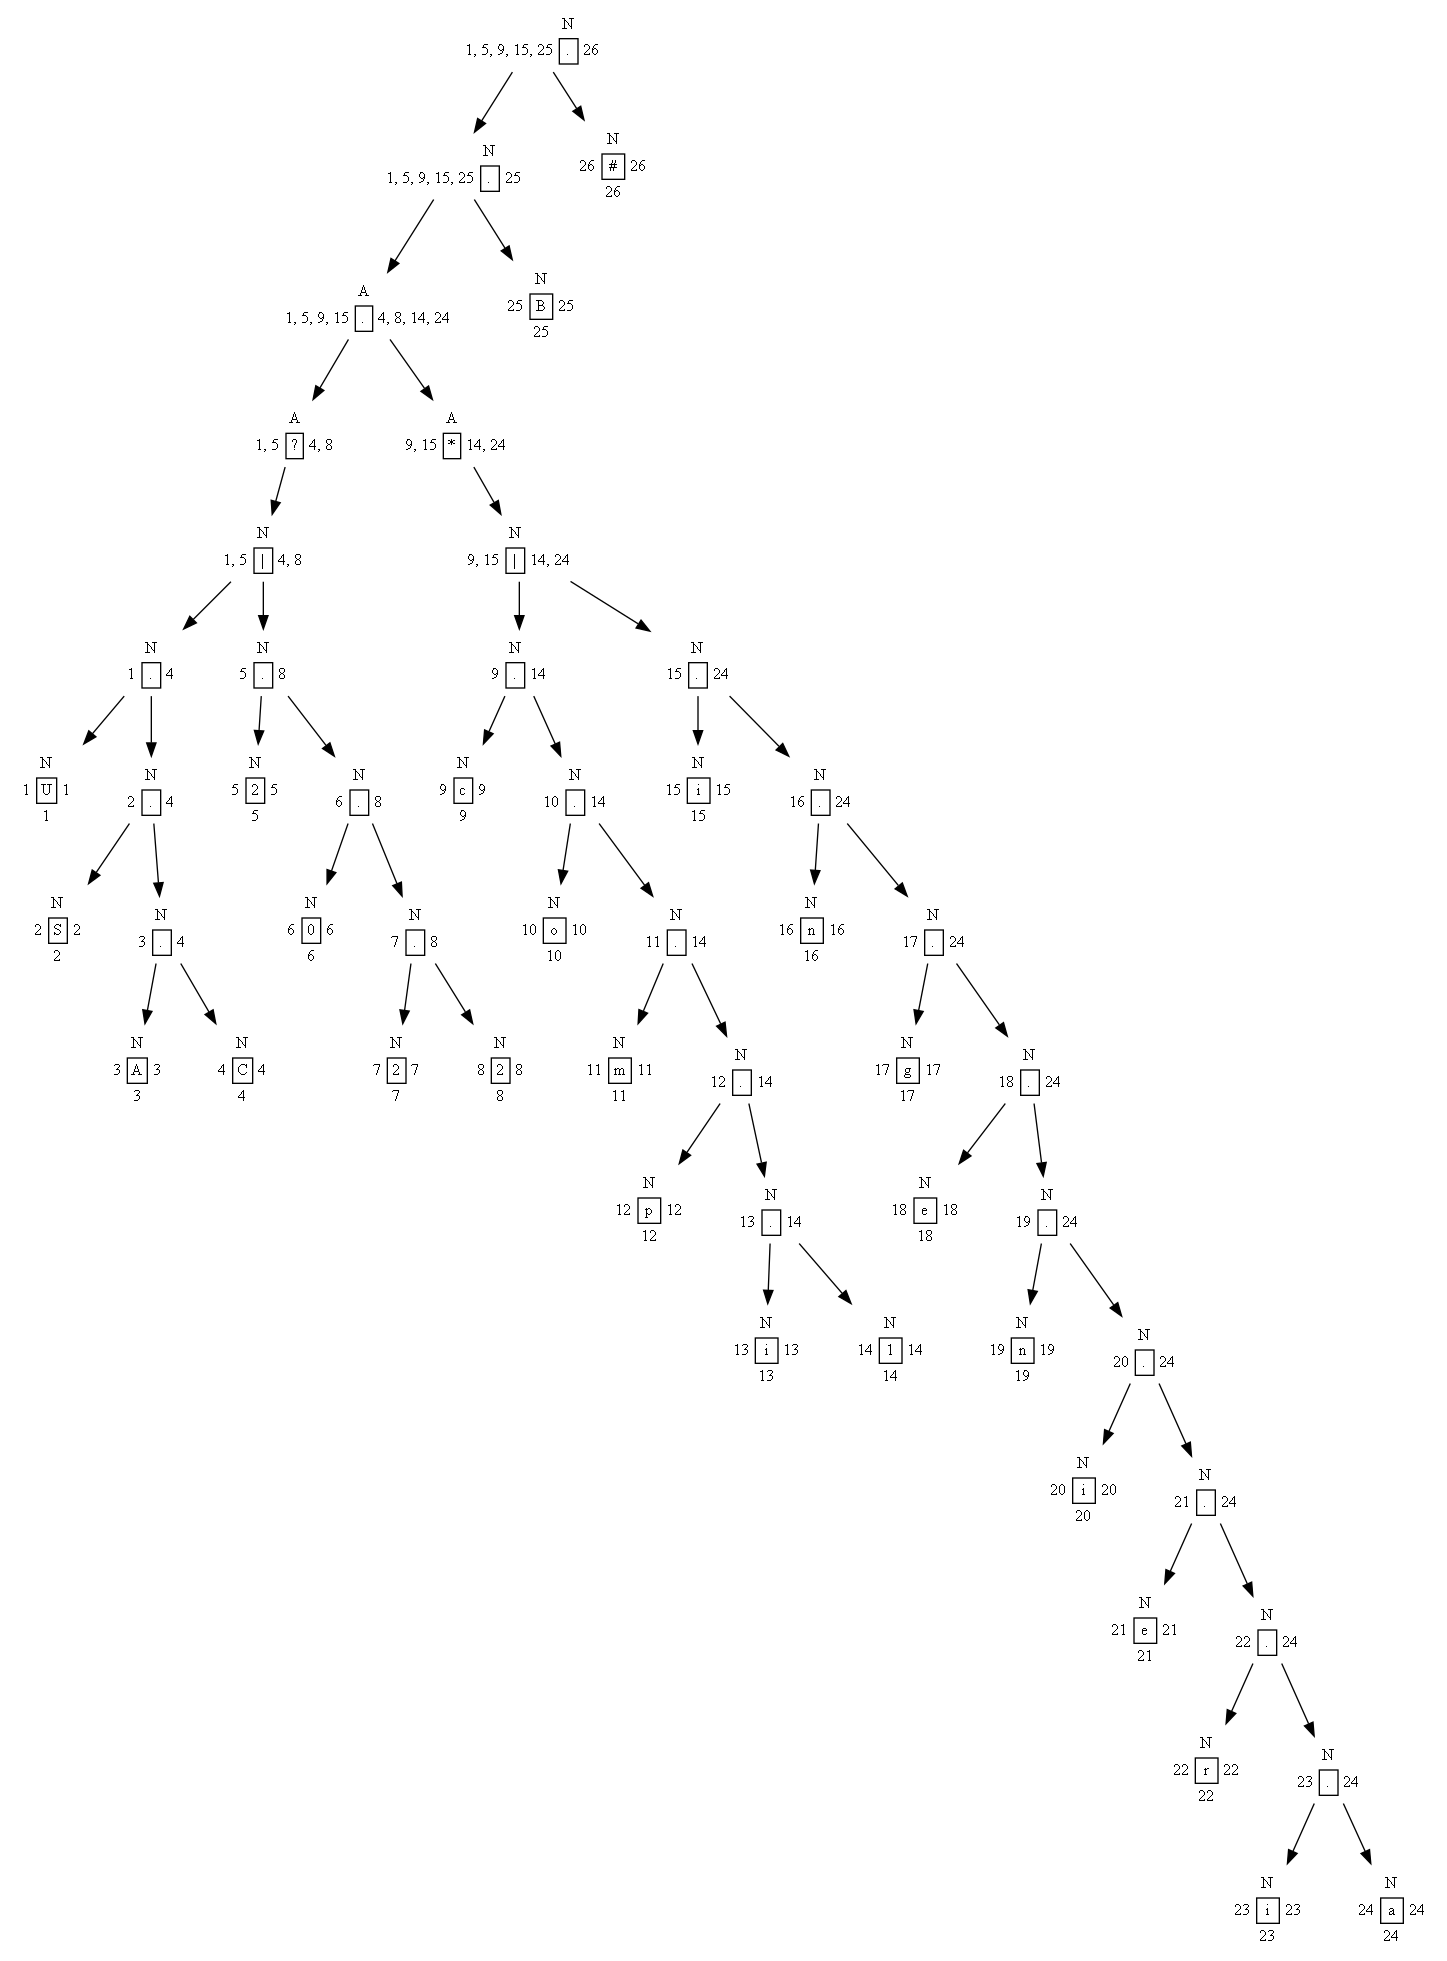 N
1, 5, 9, 15, 25 . 26
N
26 # 26
26
N
1, 5, 9, 15, 25 . 25
N
25 B 25
25
A
1, 5, 9, 15 . 4, 8, 14, 24
A A
1, 5 ? 4, 8 9, 15 * 14, 24
N N
1, 5 | 4, 8 9, 15 | 14, 24
N N N N
1 . 4 5 . 8 9 . 14 15 . 24
N N N N
1 U 1 5 2 5 9 c 9 15 i 15
1 5 9 15
N N N N
2 . 4 6 . 8 10 . 14 16 . 24
N N N N
2 S 2 6 0 6 10 o 10 16 n 16
2 6 10 16
N N N N
3 . 4 7 . 8 11 . 14 17 . 24
N N N N N N
3 A 3 4 C 4 7 2 7 8 2 8 11 m 11 17 g 17
3 4 7 8 11 17
N N
12 . 14 18 . 24
N N
12 p 12 18 e 18
12 18
N N
13 . 14 19 . 24
N N N
13 i 13 14 l 14 19 n 19
13 14 19
N
20 . 24
N
20 i 20
20
N
21 . 24
N
21 e 21
21
N
22 . 24
N
22 r 22
22
N
23 . 24
N N
23 i 23 24 a 24
23 24